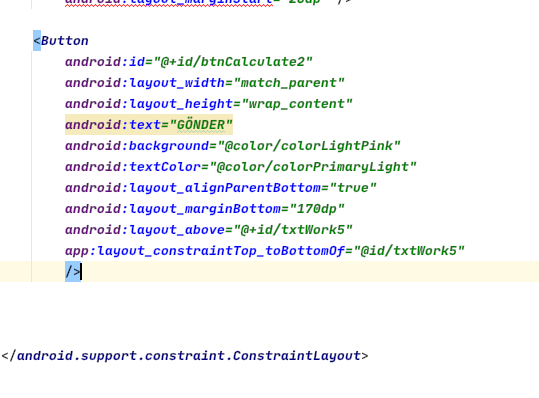 android:layout_marginStart="20dp" />
<Button
android:id="@+id/btnCalculate2"
android:layout_width="match_parent"
android:layout_height="wrap_content"
android:text="GÖNDER"
android:background="@color/colorLightPink"
android:textColor="@color/colorPrimaryLight"
android:layout_alignParentBottom="true"
android:layout_marginBottom="170dp"
android:layout_above="@+id/txtWork5"
app:layout_constraintTop_toBottomOf="@id/txtWork5"
/>
</android.support.constraint.ConstraintLayout>